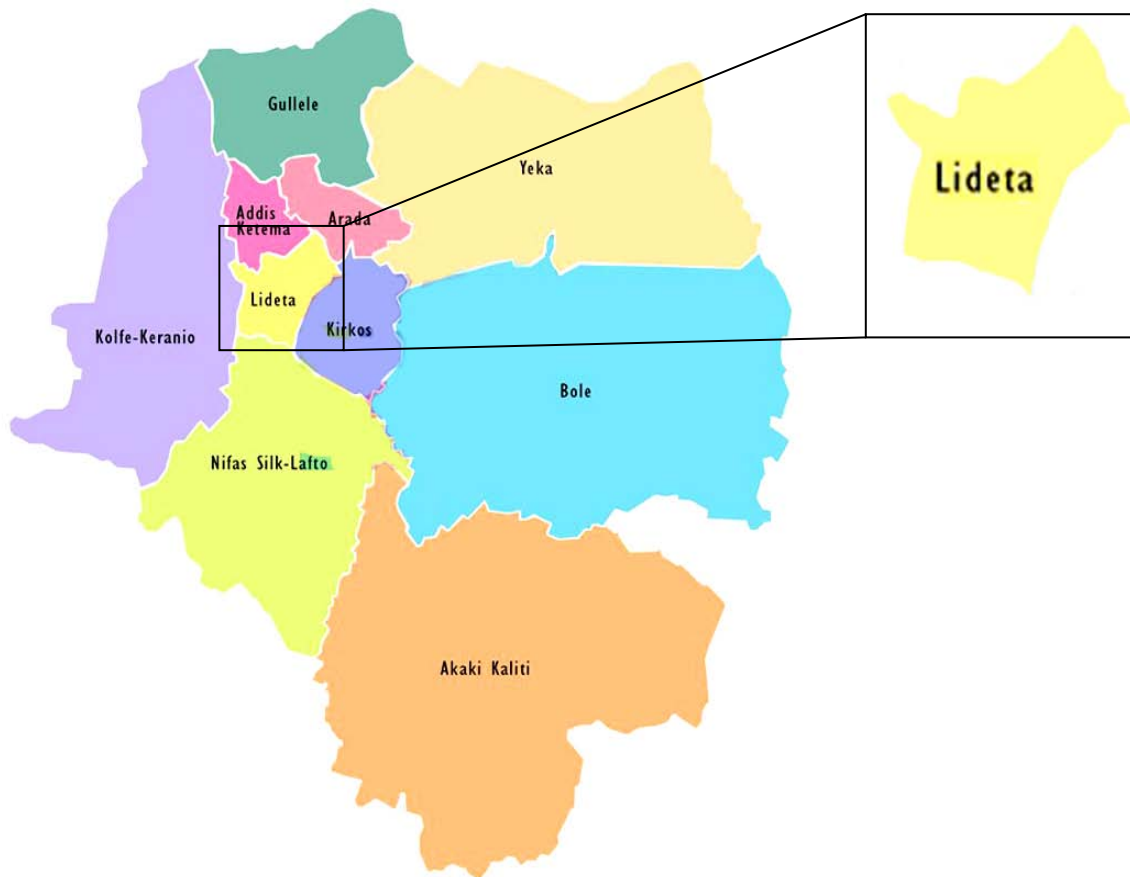 Gullele
Yeka
Addis
Ketema
Arada
Lideta
Lideta
Kolfe-Keranio
Kirkos
Bole
Nifas Silk-Lafto
Akaki Kaliti